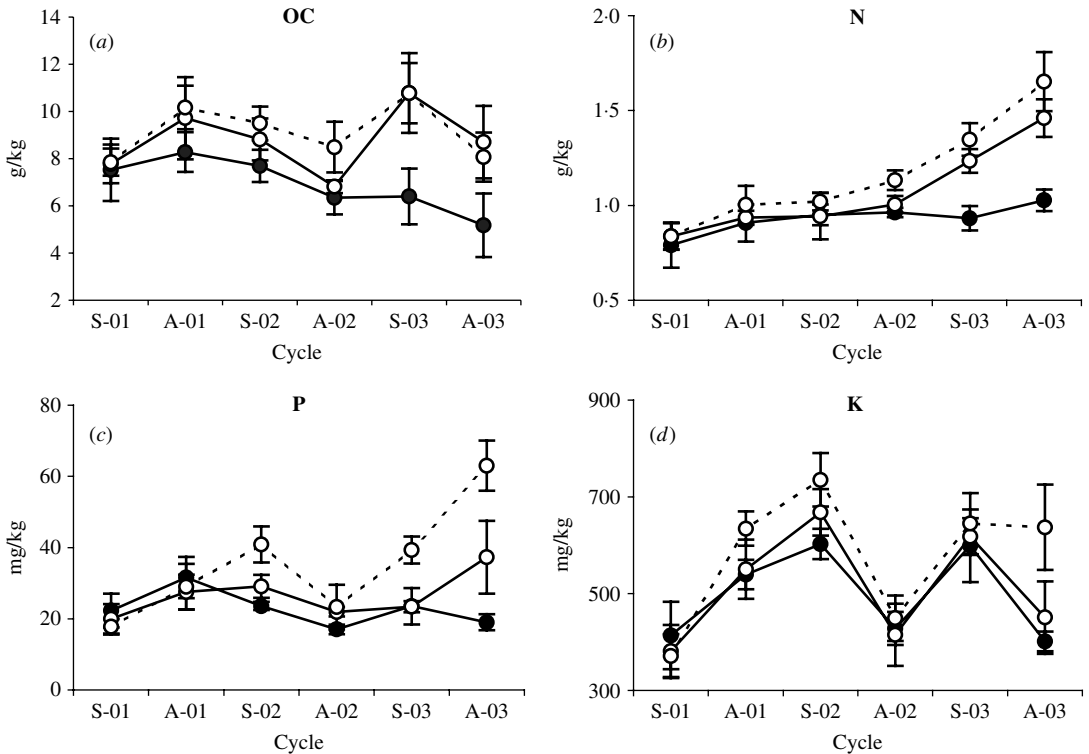 OC
(a)
g/kg
14
12
10
8
6
4
2
S-01 A-01 S-02 A-02 S-03 A-03
Cycle
N
(b)
g/kg
2·0
1·5
1·0
0·5
S-01 A-01 S-02 A-02 S-03 A-03
Cycle
P
(c)
mg/kg
80
60
40
20
0
S-01 A-01 S-02 A-02 S-03 A-03
Cycle
K
(d)
mg/kg
900
700
500
300
S-01 A-01 S-02 A-02 S-03 A-03
Cycle